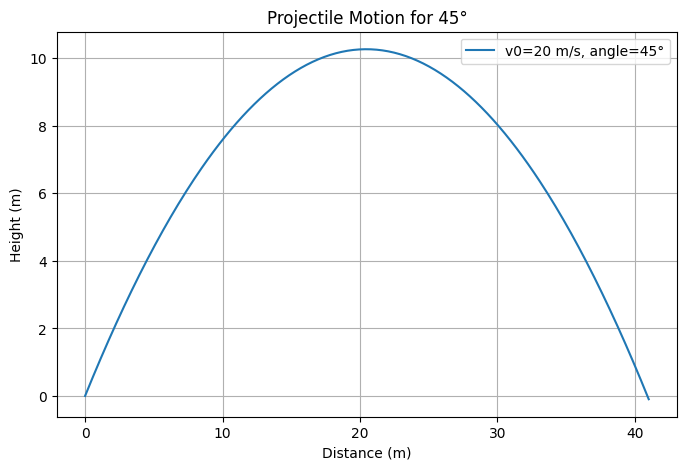 Projectile Motion for 45°
v0=20 m/s, angle=45°
Height (m)
10
8
6
4
2
0
0 10 20 30 40
Distance (m)